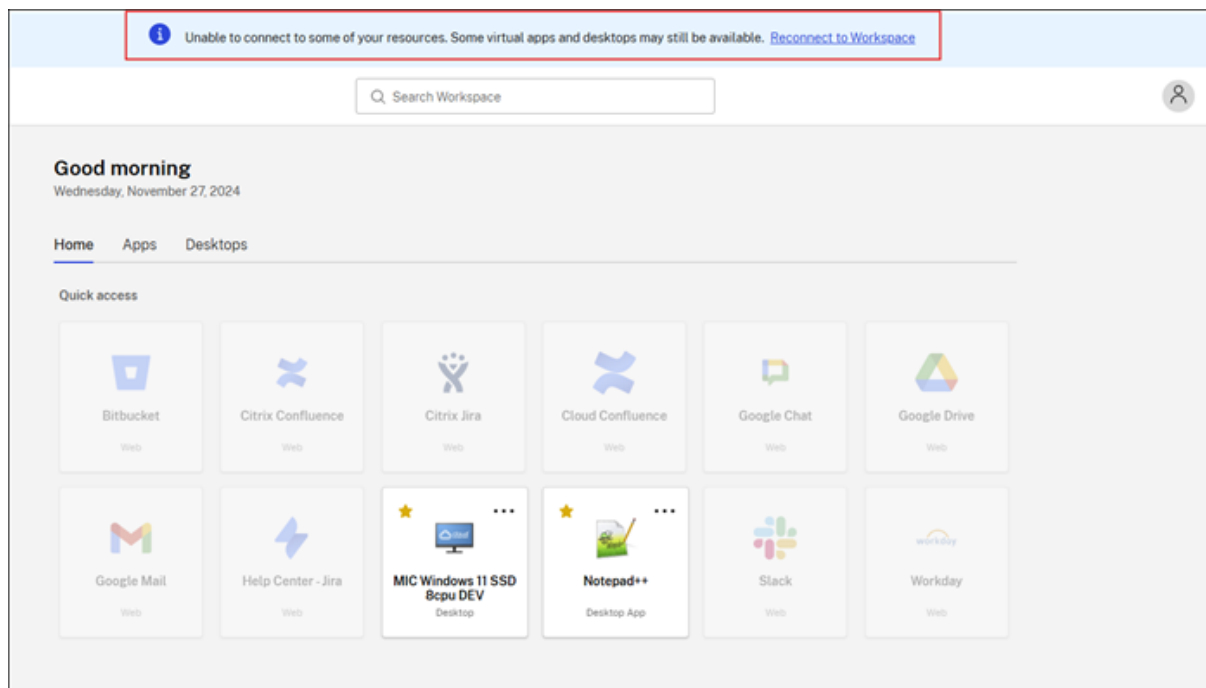 Unable to connect to some of your resources. Some virtual apps and desktops may still be available. Reconnect to Workspace
Search Workspace
Good morning
Wednesday, November 27, 2024
Home Apps Desktops
Quick access
Bitbucket
Web
Citrix Confluence
Web
Citrix Jira
Web
Cloud Confluence
Web
Google Chat
Web
Google Drive
Web
Google Mail
Web
Help Center - Jira
Web
MIC Windows 11 SSD
8cpu DEV
Desktop
Notepad++
Desktop App
Slack
Web
workday
Workday
Web